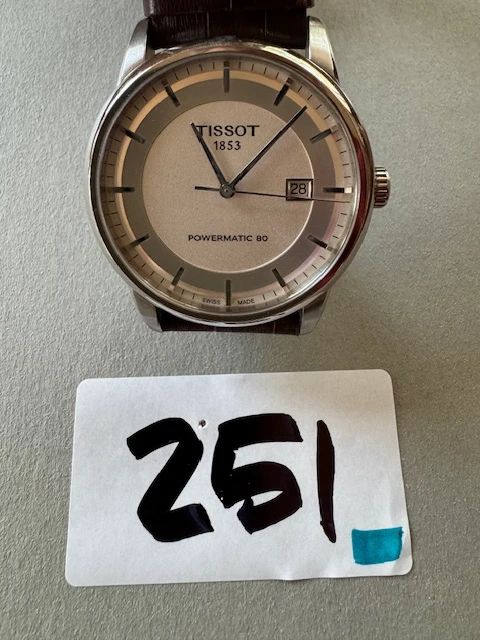 TISSOT
1853
28
POWERMATIC 80
SWISS MADE
251